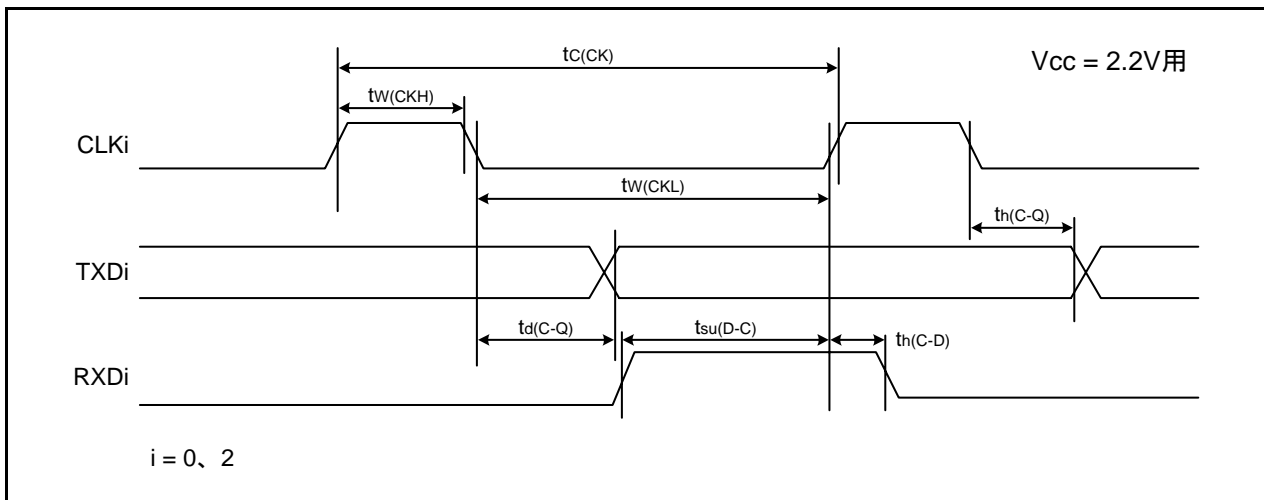 tC(CK)
Vcc = 2.2V用
tW(CKH)
CLKi
tW(CKL)
th(C-Q)
TXDi
td(C-Q)
tsu(D-C)
th(C-D)
RXDi
i = 0、2